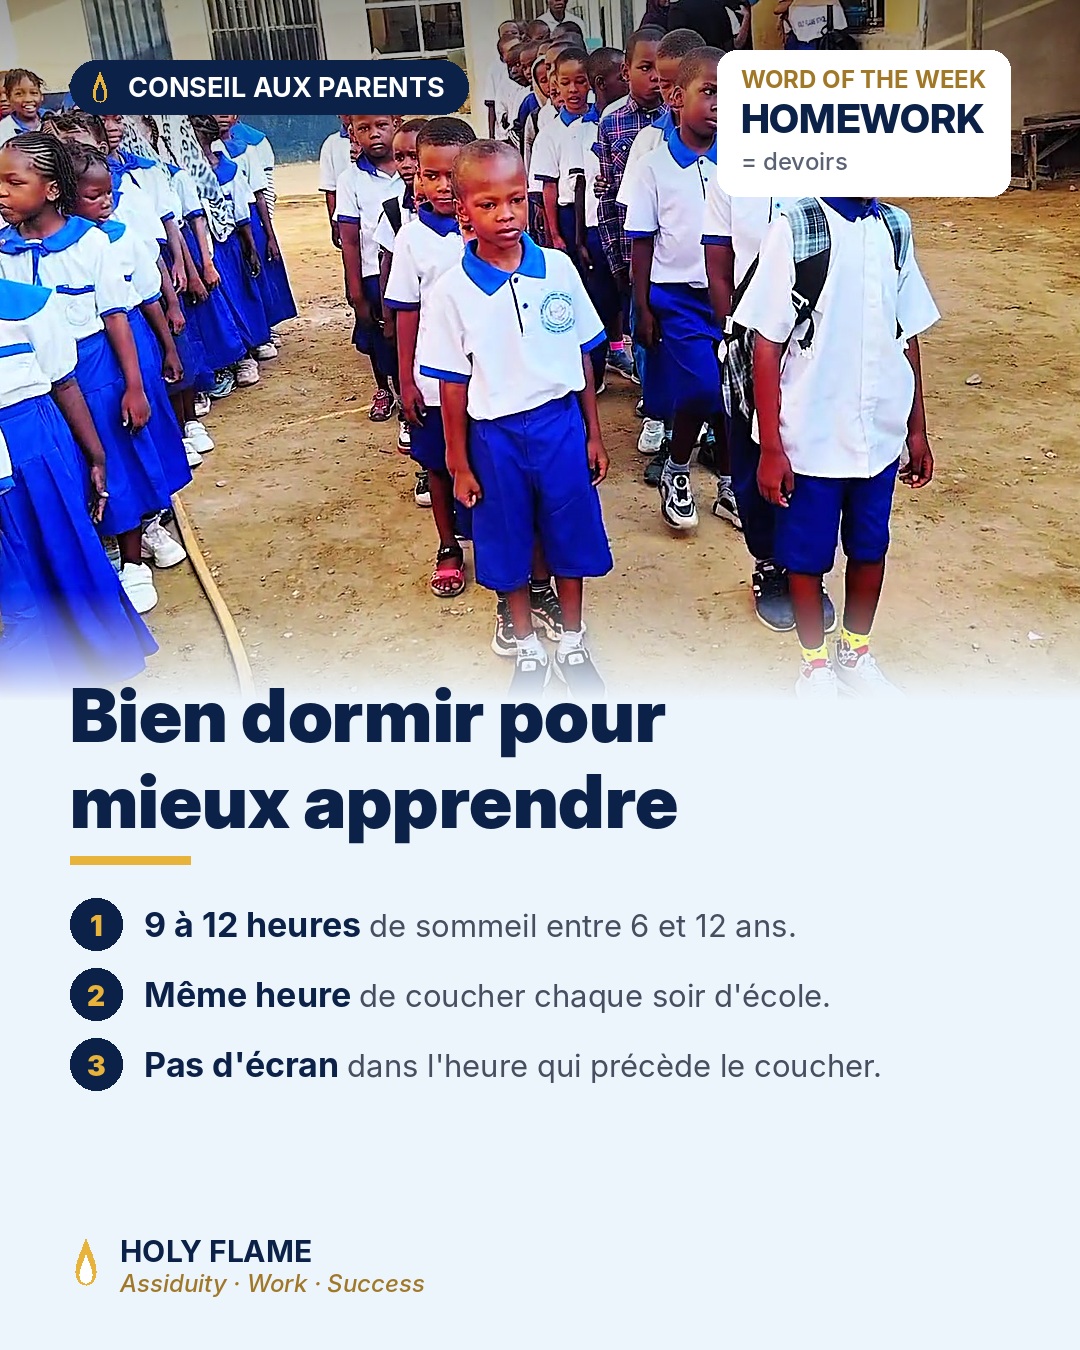 CONSEIL AUX PARENTS
WORD OF THE WEEK
HOMEWORK
= devoirs
Bien dormir pour
mieux apprendre
1 9 à 12 heures de sommeil entre 6 et 12 ans.
2 Même heure de coucher chaque soir d'école.
3 Pas d'écran dans l'heure qui précède le coucher.
HOLY FLAME
Assiduity · Work · Success